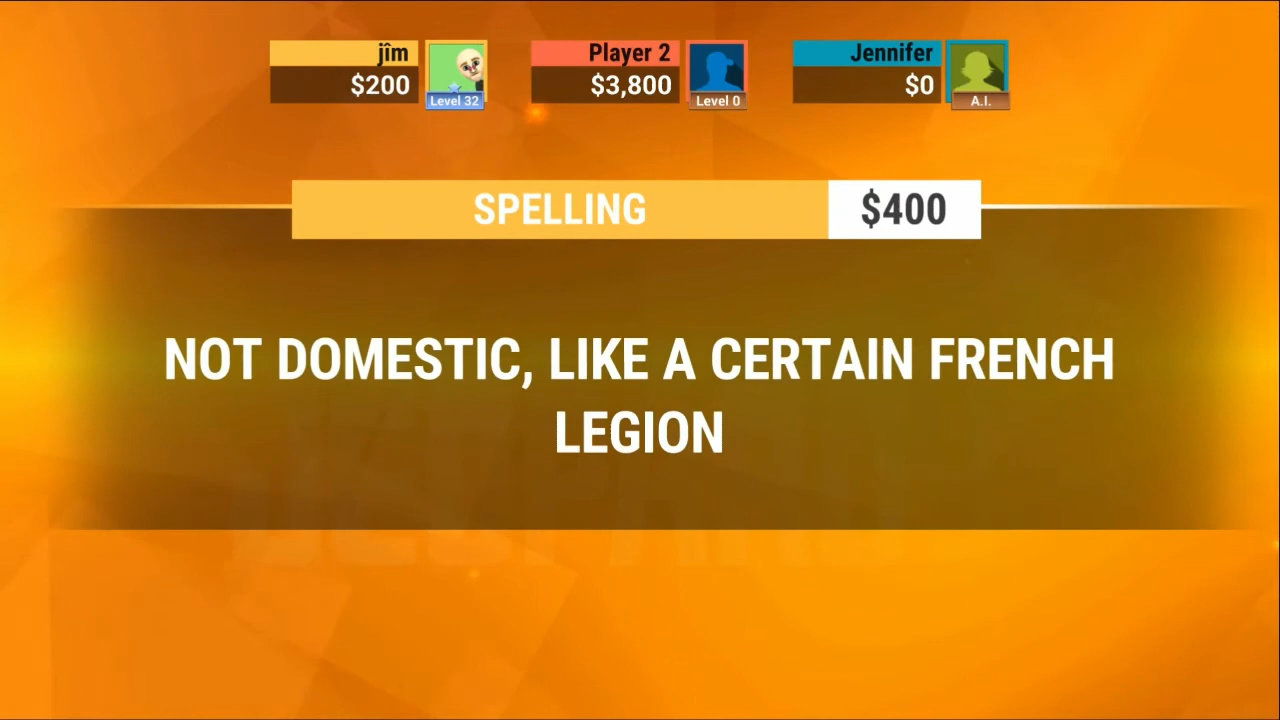 jîm
$200
Level 32
Player 2
$3,800
Level 0
Jennifer
$0
A.I.
SPELLING
$400
NOT DOMESTIC, LIKE A CERTAIN FRENCH
LEGION